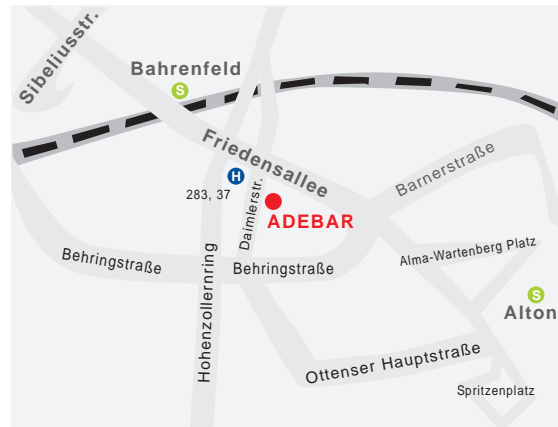 Sibeliusstr.
Bahrenfeld
S
Friedensallee
Barnerstraße
H
283, 37
Daimlerstr.
ADEBAR
Behringstraße
Behringstraße
Alma-Wartenberg Platz
Hohenzollernring
S
Alton
Ottenser Hauptstraße
Spritzenplatz